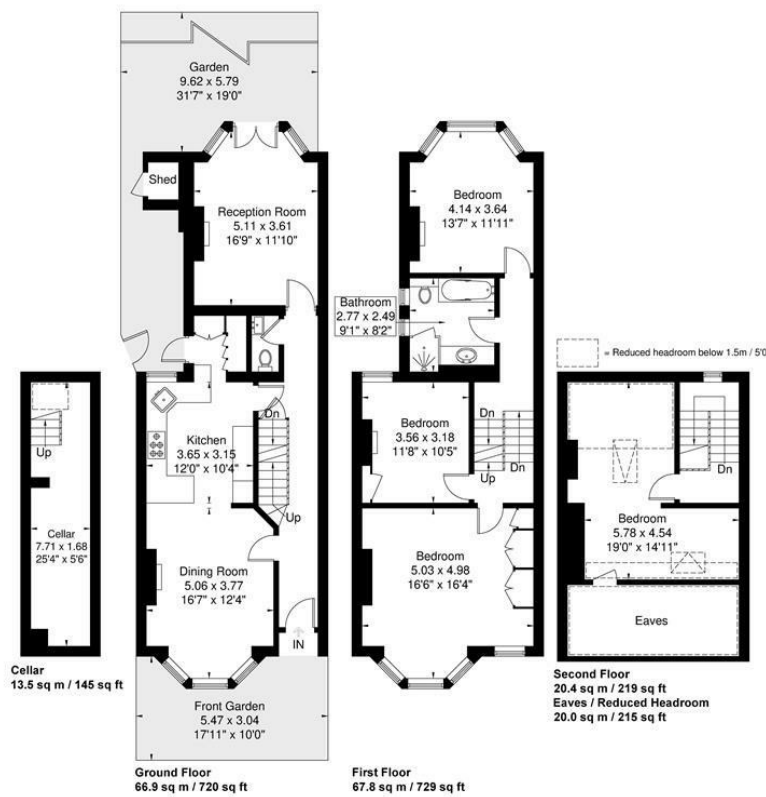 Garden
9.62 x 5.79
31'7" x 19'0"
Shed
Reception Room
5.11 x 3.61
16'9" x 11'10"
Bedroom
4.14 x 3.64
13'7" x 11'11"
Bathroom
2.77 x 2.49
9'1" x 8'2"
= Reduced headroom below 1.5m / 5'0
Up
Cellar
7.71 x 1.68
25'4" x 5'6"
Kitchen
3.65 x 3.15
12'0" x 10'4"
Dn
Up
Dining Room
5.06 x 3.77
16'7" x 12'4"
IN
Bedroom
3.56 x 3.18
11'8" x 10'5"
Dn
Up
Dn
Bedroom
5.03 x 4.98
16'6" x 16'4"
Dn
Bedroom
5.78 x 4.54
19'0" x 14'11"
Eaves
Front Garden
5.47 x 3.04
17'11" x 10'0"
Cellar
13.5 sq m / 145 sq ft
Ground Floor
66.9 sq m / 720 sq ft
First Floor
67.8 sq m / 729 sq ft
Second Floor
20.4 sq m / 219 sq ft
Eaves / Reduced Headroom
20.0 sq m / 215 sq ft